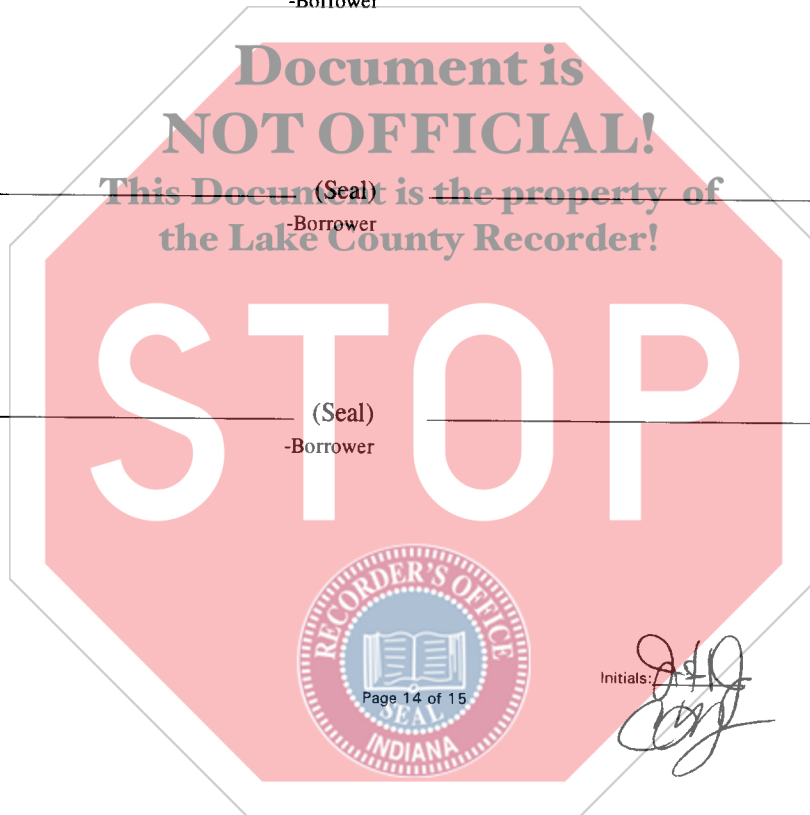 -Borrower
Document is
NOT OFFICIAL!
This Document is the property of
(Seal)
-Borrower
the Lake County Recorder!
STOP
(Seal)
-Borrower
RECORDER'S OFFICE
Initials:
Page 14 of 15
SEAL
INDIANA